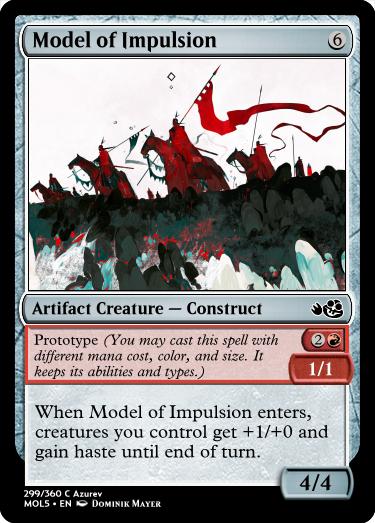 Model of Impulsion 6
Artifact Creature — Construct
Prototype (You may cast this spell with 2
different mana cost, color, and size. It
keeps its abilities and types.) 1/1
When Model of Impulsion enters,
creatures you control get +1/+0 and
gain haste until end of turn.
4/4
299/360 C Azurev
MOL5 • EN Dominik Mayer